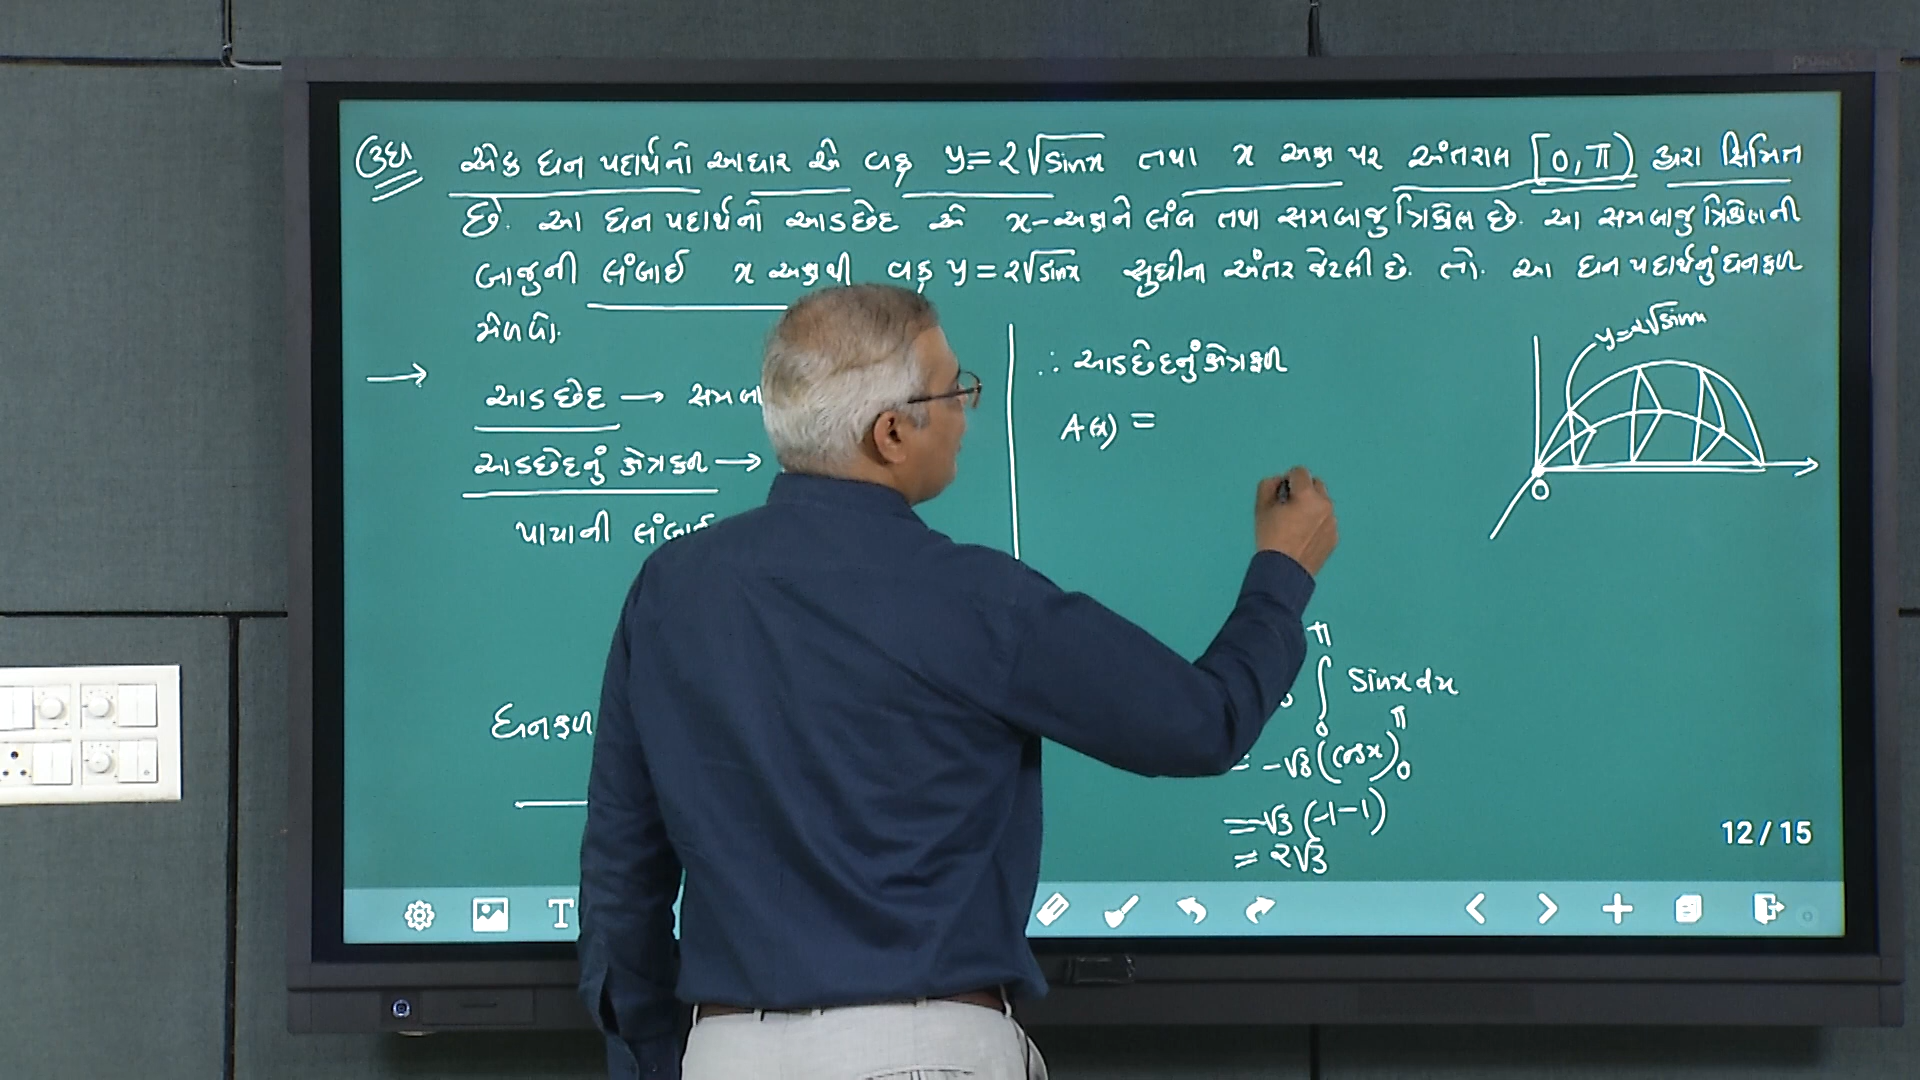 ઉદા એક ઘન પદાર્થનો આધાર એ વક્ર y=2√sinx તથા x અક્ષ પર અંતરાલ [0,π] દ્વારા સિમિત
છે. આ ઘન પદાર્થનો આડછેદ એ x-અક્ષને લંબ તથા સમબાજુ ત્રિકોણ છે. આ સમબાજુ ત્રિકોણની
બાજુની લંબાઈ x અક્ષથી વક્ર y=2√sinx સુધીના અંતર જેટલી છે. તો. આ ઘન પદાર્થનું ઘનફળ
મેળવો.
→ આડછેદ → સમબા
આડછેદનું ક્ષેત્રફળ →
પાયાની લંબાઈ
ઘનફળ
∴ આડછેદનું ક્ષેત્રફળ
A(x) =
y=2√sinx
0
π
∫ sinx dx
0
= -√3 (cosx)
π
0
= -√3 (-1-1)
= 2√3
12/15
T